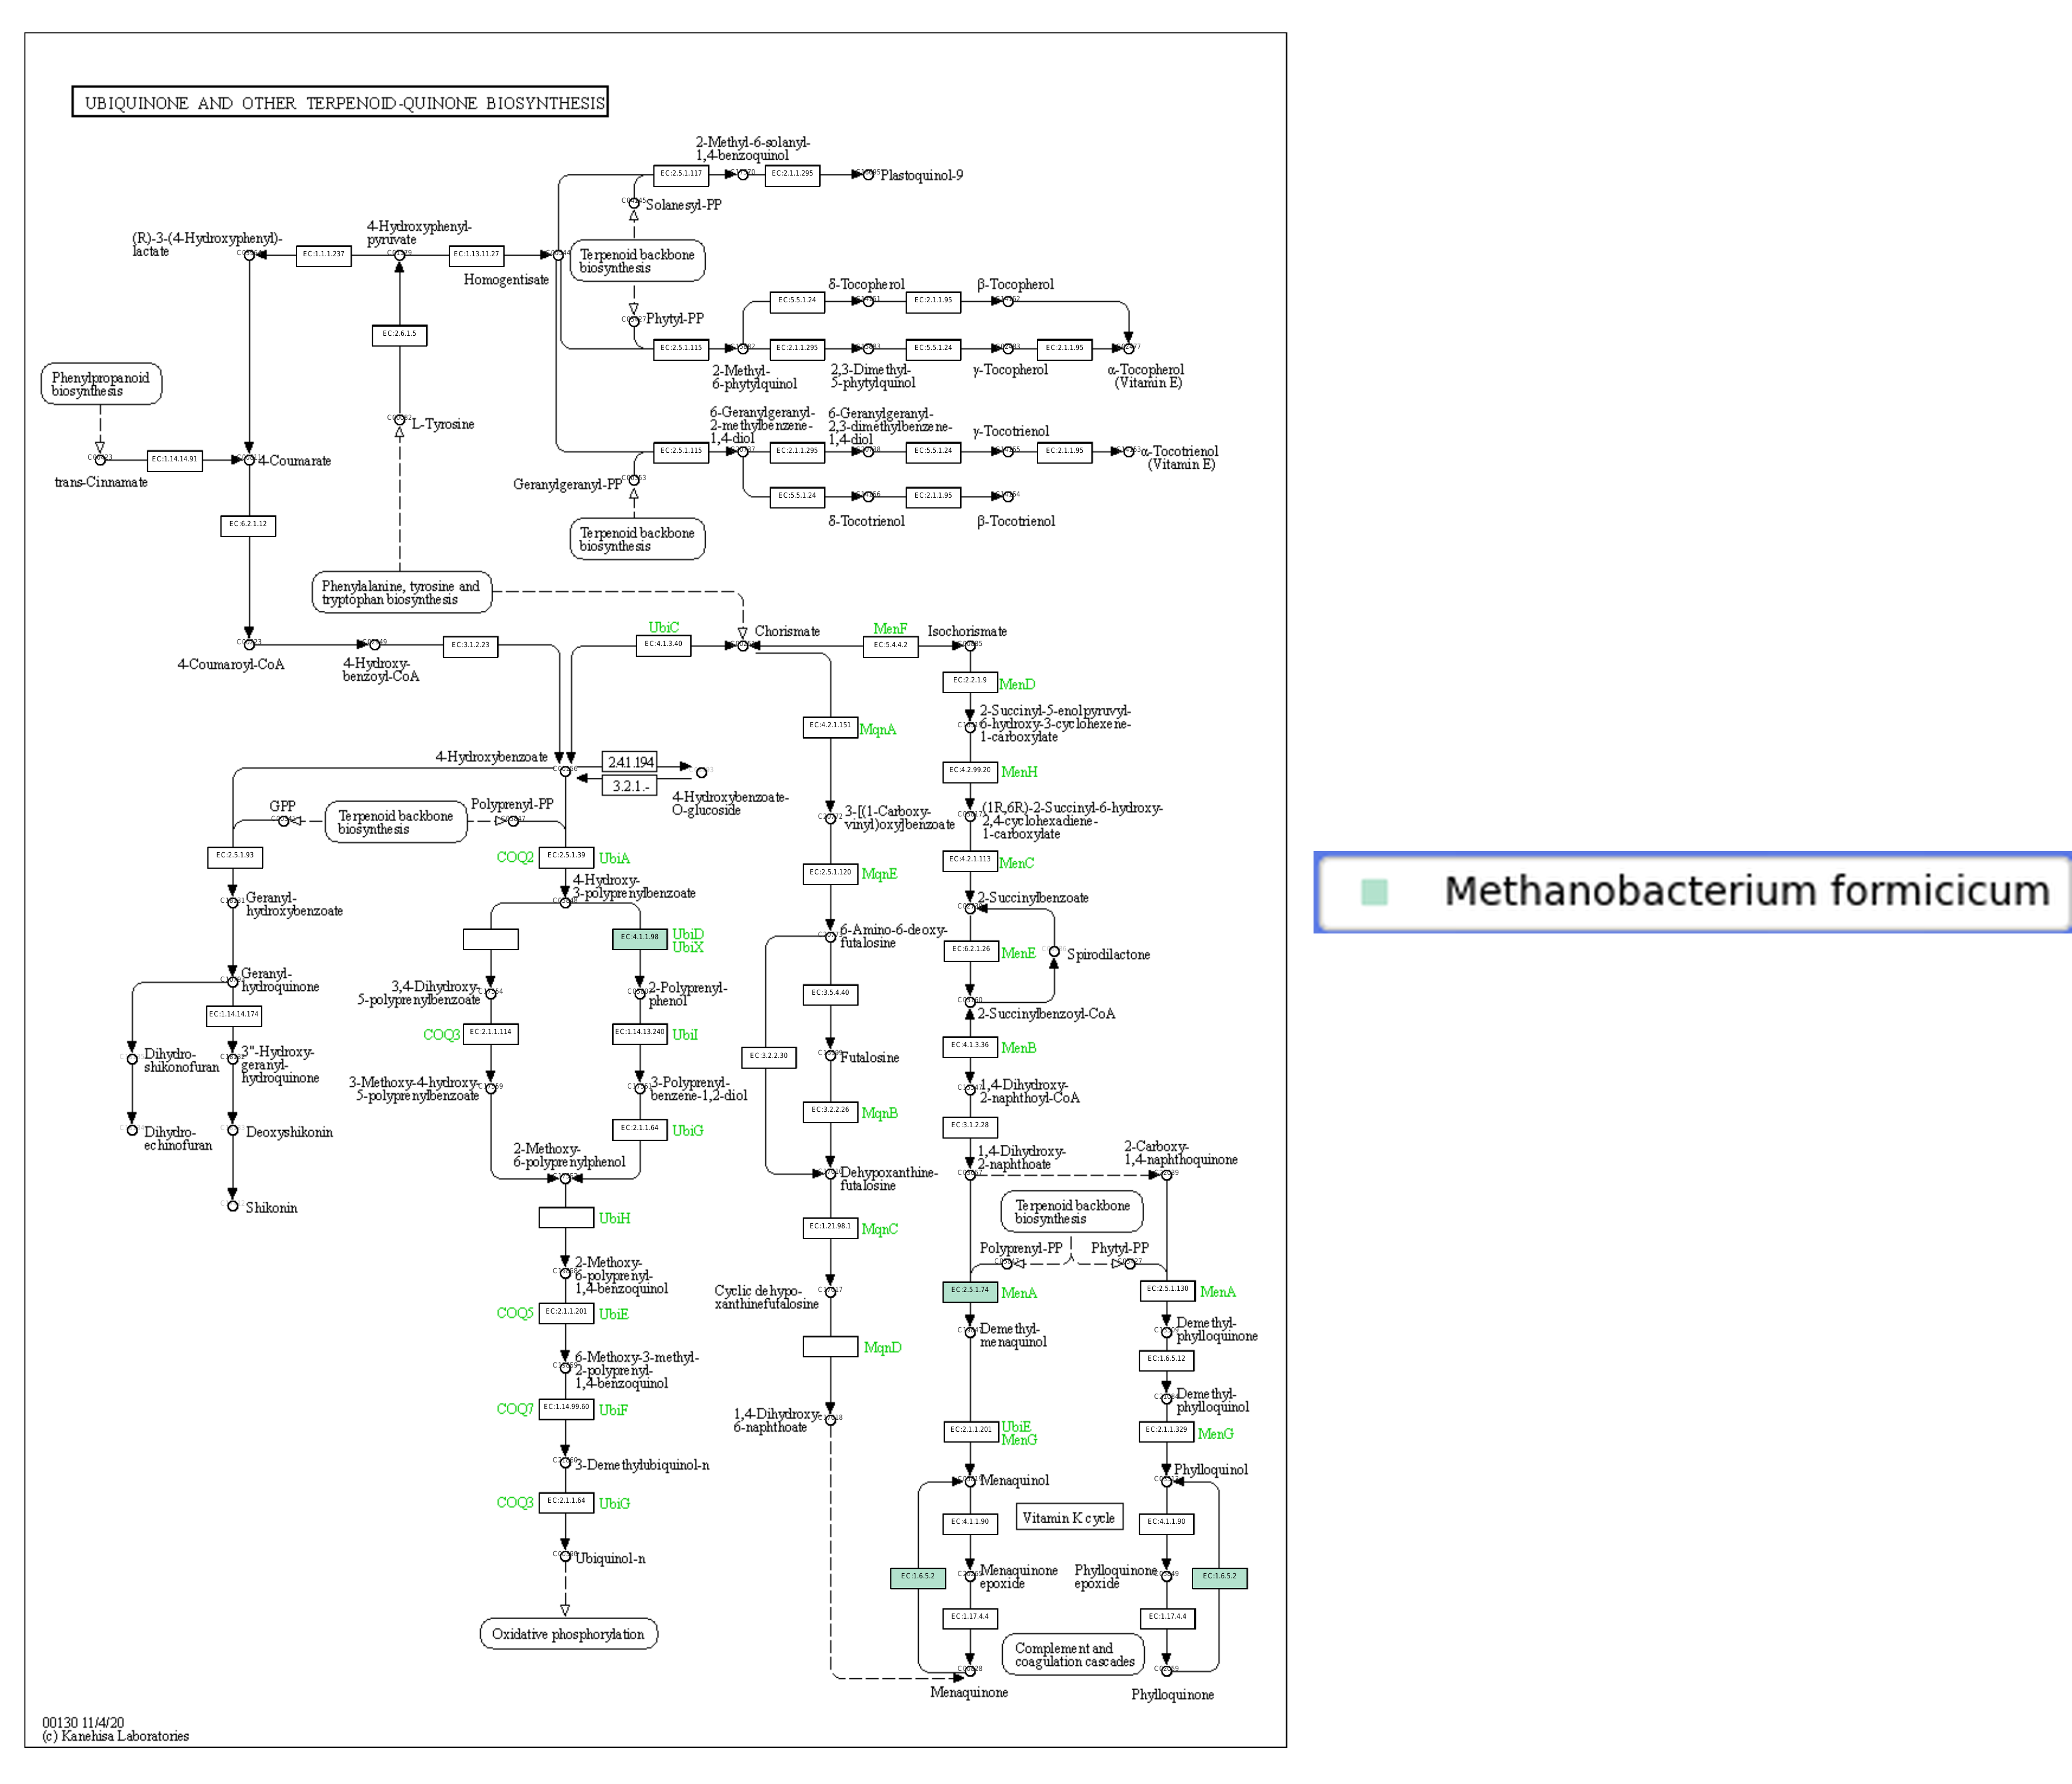 UBIQUINONE AND OTHER TERPENOID-QUINONE BIOSYNTHESIS
2-Methyl-6-solanyl-
1,4-benzoquinol
EC:2.5.1.117
EC:2.1.1.295
Plastoquinol-9
Solanesyl-PP
(R)-3-(4-Hydroxyphenyl)-
lactate
EC:1.1.1.237
4-Hydroxyphenyl-
pyruvate
EC:1.13.11.27
Homogentisate
Terpenoid backbone
biosynthesis
Phytyl-PP
EC:2.6.1.5
δ-Tocopherol
β-Tocopherol
EC:5.5.1.24
EC:2.1.1.95
EC:2.5.1.115
EC:2.1.1.295
EC:5.5.1.24
EC:2.1.1.95
2-Methyl-
6-phytylquinol
2,3-Dimethyl-
5-phytylquinol
γ-Tocopherol
α-Tocopherol
(Vitamin E)
Phenylpropanoid
biosynthesis
L-Tyrosine
6-Geranylgeranyl-
2-methylbenzene-
1,4-diol
6-Geranylgeranyl-
2,3-dimethylbenzene-
1,4-diol
γ-Tocotrienol
EC:2.5.1.115
EC:2.1.1.295
EC:5.5.1.24
EC:2.1.1.95
α-Tocotrienol
(Vitamin E)
EC:1.14.14.91
4-Coumarate
trans-Cinnamate
Geranylgeranyl-PP
EC:5.5.1.24
EC:2.1.1.95
δ-Tocotrienol
β-Tocotrienol
EC:6.2.1.12
Terpenoid backbone
biosynthesis
Phenylalanine, tyrosine and
tryptophan biosynthesis
UbiC
EC:4.1.3.40
Chorismate
MenF
EC:5.4.4.2
Isochorismate
4-Coumaroyl-CoA
4-Hydroxy-
benzoyl-CoA
EC:3.1.2.23
EC:2.2.1.9
MenD
EC:4.2.1.151
MqnA
2-Succinyl-5-enolpyruvyl-
6-hydroxy-3-cyclohexene-
1-carboxylate
4-Hydroxybenzoate
2.4.1.194
3.2.1.-
4-Hydroxybenzoate-
O-glucoside
EC:4.2.99.20
MenH
GPP
Terpenoid backbone
biosynthesis
Polyprenyl-PP
3-[(1-Carboxy-
vinyl)oxy]benzoate
(1R,6R)-2-Succinyl-6-hydroxy-
2,4-cyclohexadiene-
1-carboxylate
EC:2.5.1.93
COQ2
EC:2.5.1.39
UbiA
EC:2.5.1.120
MqnE
EC:4.2.1.113
MenC
Geranyl-
hydroxybenzoate
4-Hydroxy-
3-polyprenylbenzoate
2-Succinylbenzoate
EC:4.1.1.98
UbiD
UbiX
6-Amino-6-deoxy-
futalosine
EC:6.2.1.26
MenE
Spirodilactone
Geranyl-
hydroquinone
3,4-Dihydroxy-
5-polyprenylbenzoate
2-Polyprenyl-
phenol
EC:3.5.4.40
2-Succinylbenzoyl-CoA
EC:1.14.14.174
COQ3
EC:2.1.1.114
EC:1.14.13.240
UbiI
EC:4.1.3.36
MenB
Dihydro-
shikonofuran
3"-Hydroxy-
geranyl-
hydroquinone
EC:3.2.2.30
Futalosine
3-Methoxy-4-hydroxy-
5-polyprenylbenzoate
3-Polyprenyl-
benzene-1,2-diol
1,4-Dihydroxy-
2-naphthoyl-CoA
EC:3.2.2.26
MqnB
Dihydro-
echinofuran
Deoxyshikonin
EC:2.1.1.64
UbiG
EC:3.1.2.28
2-Methoxy-
6-polyprenylphenol
Dehypoxanthine-
futalosine
1,4-Dihydroxy-
2-naphthoate
2-Carboxy-
1,4-naphthoquinone
Shikonin
UbiH
EC:1.21.98.1
MqnC
Terpenoid backbone
biosynthesis
Polyprenyl-PP
Phytyl-PP
2-Methoxy-
6-polyprenyl-
1,4-benzoquinol
Cyclic dehypo-
xanthinefutalosine
EC:2.5.1.74
MenA
EC:2.5.1.130
MenA
COQ5
EC:2.1.1.201
UbiE
MqnD
Demethyl-
menaquinol
Demethyl-
phylloquinone
EC:1.6.5.12
6-Methoxy-3-methyl-
2-polyprenyl-
1,4-benzoquinol
Demethyl-
phylloquinol
COQ7
EC:1.14.99.60
UbiF
1,4-Dihydroxy-
6-naphthoate
EC:2.1.1.201
UbiE
MenG
EC:2.1.1.329
MenG
3-Demethylubiquinol-n
Menaquinol
Phylloquinol
COQ3
EC:2.1.1.64
UbiG
EC:4.1.1.90
Vitamin K cycle
EC:4.1.1.90
Ubiquinol-n
EC:1.6.5.2
Menaquinone
epoxide
Phylloquinone
epoxide
EC:1.6.5.2
Oxidative phosphorylation
EC:1.17.4.4
EC:1.17.4.4
Complement and
coagulation cascades
Menaquinone
Phylloquinone
00130 11/4/20
(c) Kanehisa Laboratories
Methanobacterium formicicum